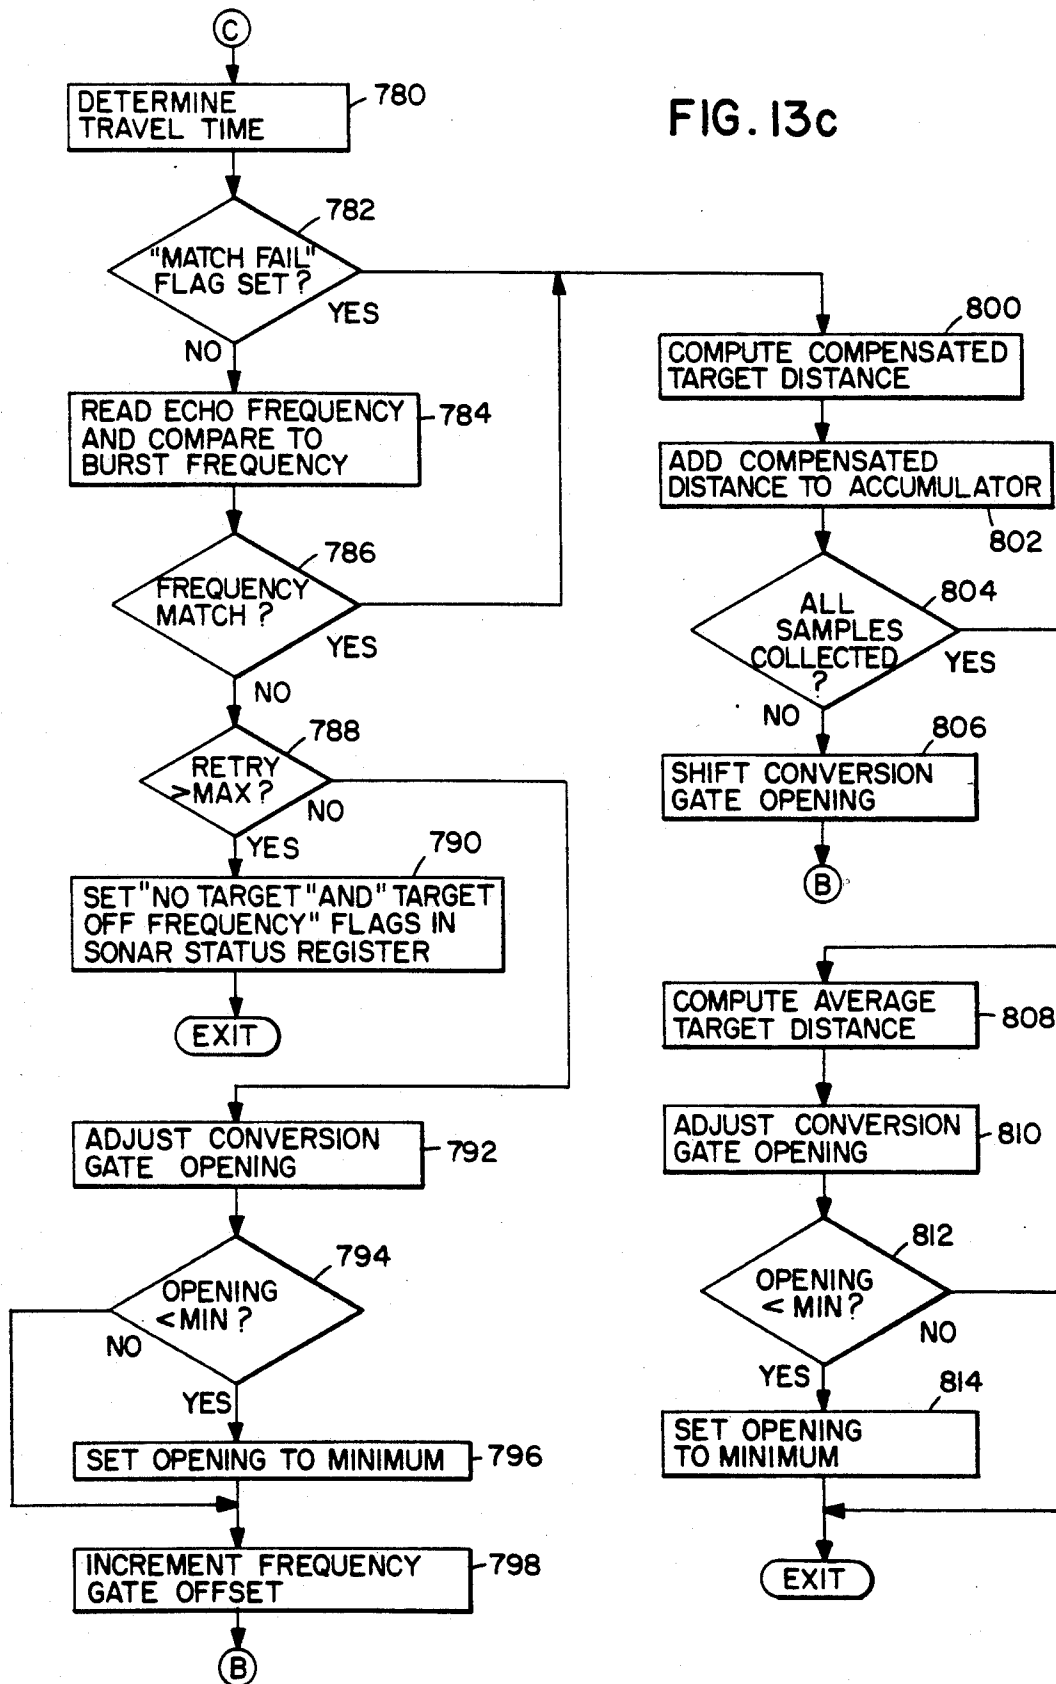 C
DETERMINE
TRAVEL TIME
780
FIG. 13c
782
"MATCH FAIL"
FLAG SET?
YES
NO
READ ECHO FREQUENCY
AND COMPARE TO
BURST FREQUENCY
784
786
FREQUENCY
MATCH?
YES
NO
788
RETRY
>MAX?
NO
YES
790
SET "NO TARGET "AND" TARGET
OFF FREQUENCY" FLAGS IN
SONAR STATUS REGISTER
EXIT
ADJUST CONVERSION
GATE OPENING
792
794
OPENING
<MIN?
NO
YES
SET OPENING TO MINIMUM
796
INCREMENT FREQUENCY
GATE OFFSET
798
B
800
COMPUTE COMPENSATED
TARGET DISTANCE
ADD COMPENSATED
DISTANCE TO ACCUMULATOR
802
804
ALL
SAMPLES
COLLECTED
?
YES
NO
806
SHIFT CONVERSION
GATE OPENING
B
COMPUTE AVERAGE
TARGET DISTANCE
808
ADJUST CONVERSION
GATE OPENING
810
812
OPENING
< MIN?
NO
YES
814
SET OPENING
TO MINIMUM
EXIT